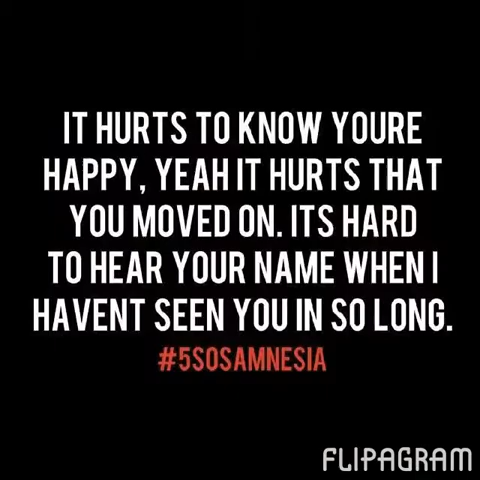 IT HURTS TO KNOW YOURE
HAPPY, YEAH IT HURTS THAT
YOU MOVED ON. ITS HARD
TO HEAR YOUR NAME WHEN I
HAVENT SEEN YOU IN SO LONG.
#5SOSAMNESIA
FLIPAGRAM